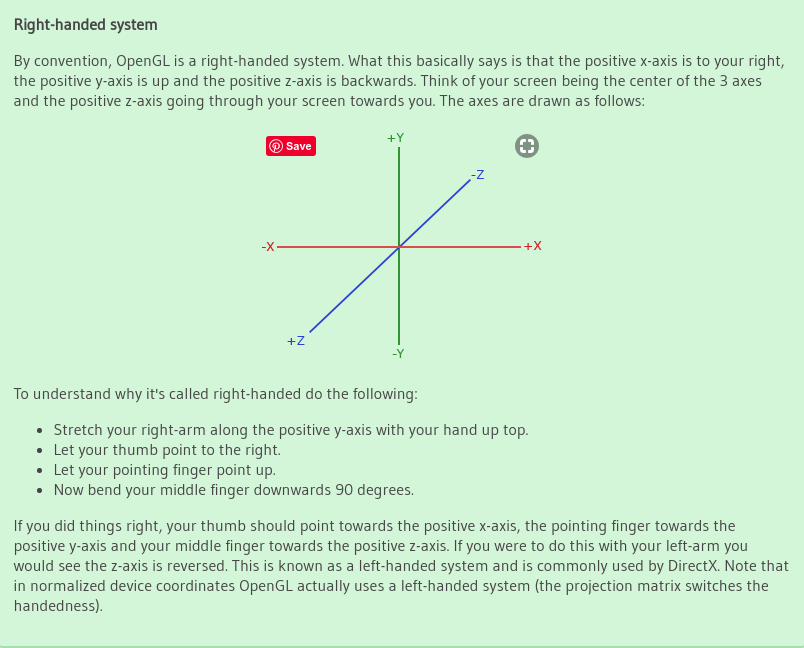 Right-handed system
By convention, OpenGL is a right-handed system. What this basically says is that the positive x-axis is to your right,
the positive y-axis is up and the positive z-axis is backwards. Think of your screen being the center of the 3 axes
and the positive z-axis going through your screen towards you. The axes are drawn as follows:
+Y
Save
-Z
-X
+X
+Z
-Y
To understand why it's called right-handed do the following:
• Stretch your right-arm along the positive y-axis with your hand up top.
• Let your thumb point to the right.
• Let your pointing finger point up.
• Now bend your middle finger downwards 90 degrees.
If you did things right, your thumb should point towards the positive x-axis, the pointing finger towards the
positive y-axis and your middle finger towards the positive z-axis. If you were to do this with your left-arm you
would see the z-axis is reversed. This is known as a left-handed system and is commonly used by DirectX. Note that
in normalized device coordinates OpenGL actually uses a left-handed system (the projection matrix switches the
handedness).